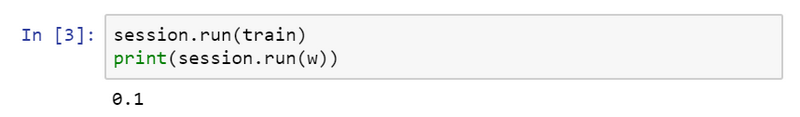 In [3]: session.run(train)
print(session.run(w))
0.1